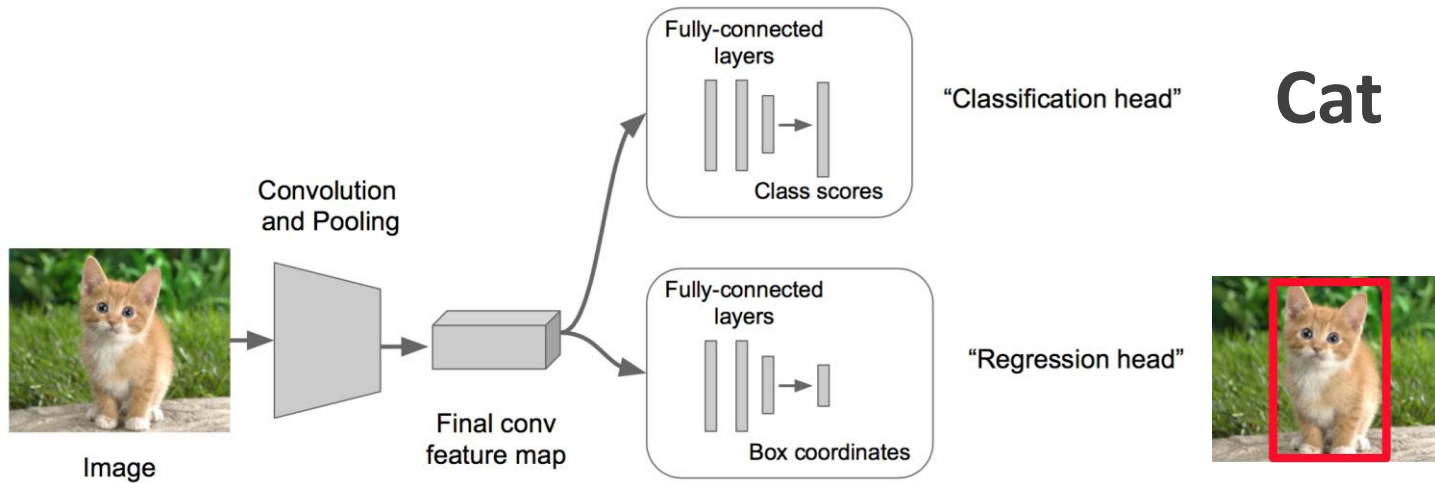 Fully-connected
layers
Class scores
“Classification head”
Cat
Convolution
and Pooling
Image
Final conv
feature map
Fully-connected
layers
Box coordinates
“Regression head”